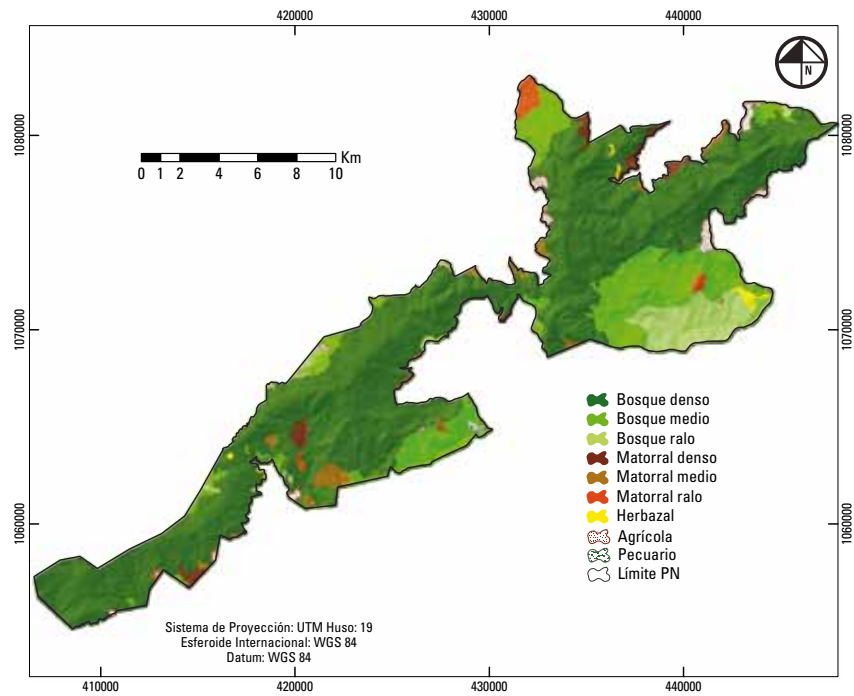 420000 430000 440000
N
1080000 1080000
Km
0 1 2 4 6 8 10
1070000 1070000
Bosque denso
Bosque medio
Bosque ralo
Matorral denso
Matorral medio
Matorral ralo
Herbazal
Agrícola
Pecuario
Límite PN
1060000 1060000
Sistema de Proyección: UTM Huso: 19
Esferoide Internacional: WGS 84
Datum: WGS 84
410000 420000 430000 440000